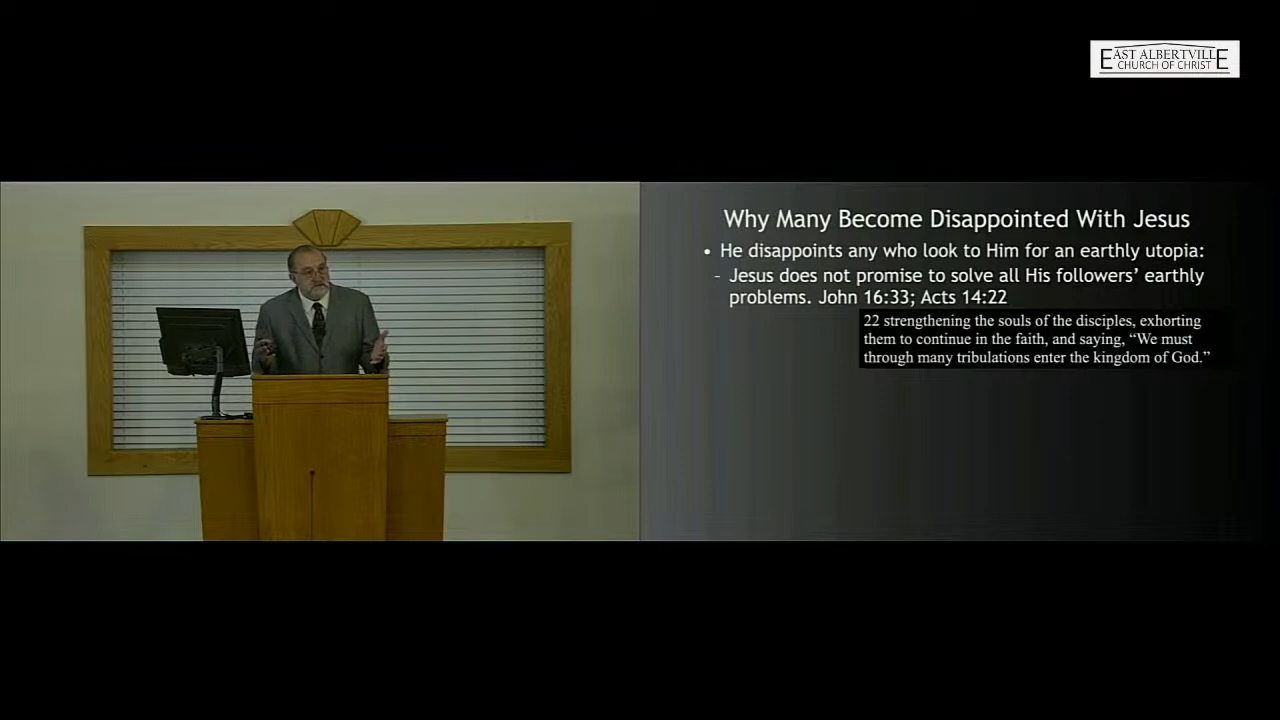 EAST ALBERTVILLE
CHURCH OF CHRIST
Why Many Become Disappointed With Jesus
• He disappoints any who look to Him for an earthly utopia:
- Jesus does not promise to solve all His followers’ earthly
problems. John 16:33; Acts 14:22
22 strengthening the souls of the disciples, exhorting
them to continue in the faith, and saying, “We must
through many tribulations enter the kingdom of God.”